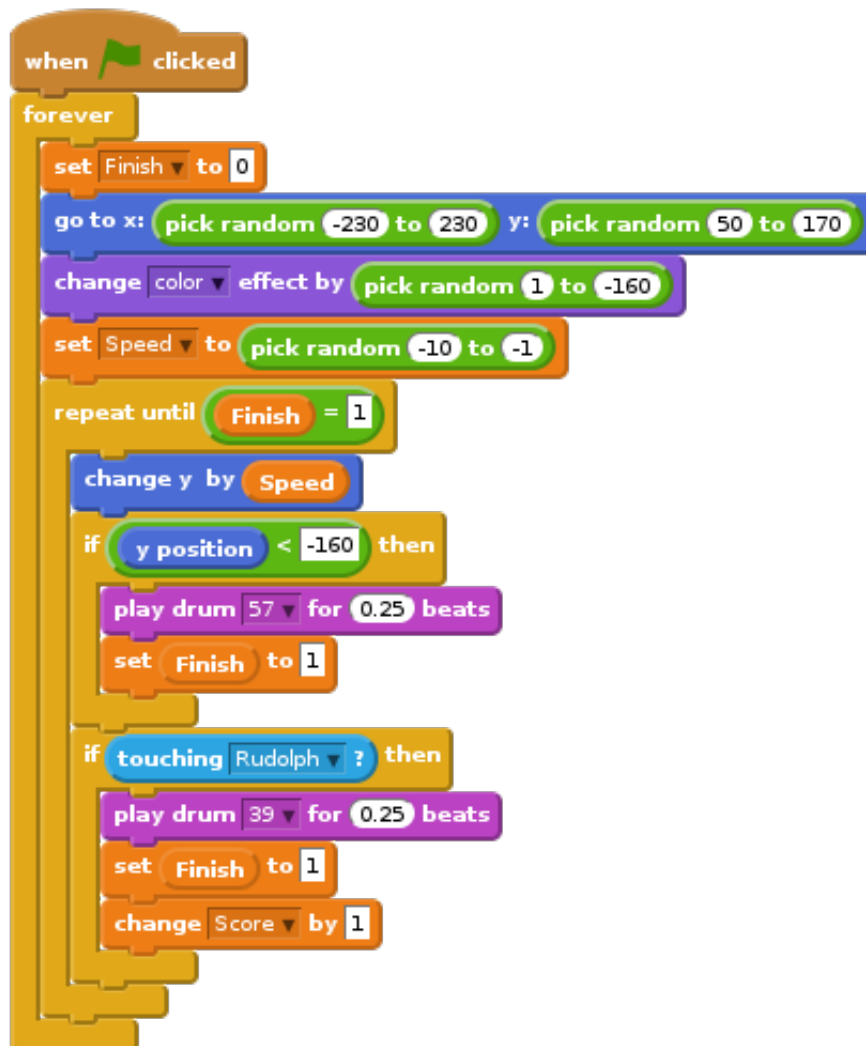 when clicked
forever
set Finish to 0
go to x: pick random -230 to 230 y: pick random 50 to 170
change color effect by pick random 1 to -160
set Speed to pick random -10 to -1
repeat until Finish = 1
change y by Speed
if y position < -160 then
play drum 57 for 0.25 beats
set Finish to 1
if touching Rudolph ? then
play drum 39 for 0.25 beats
set Finish to 1
change Score by 1